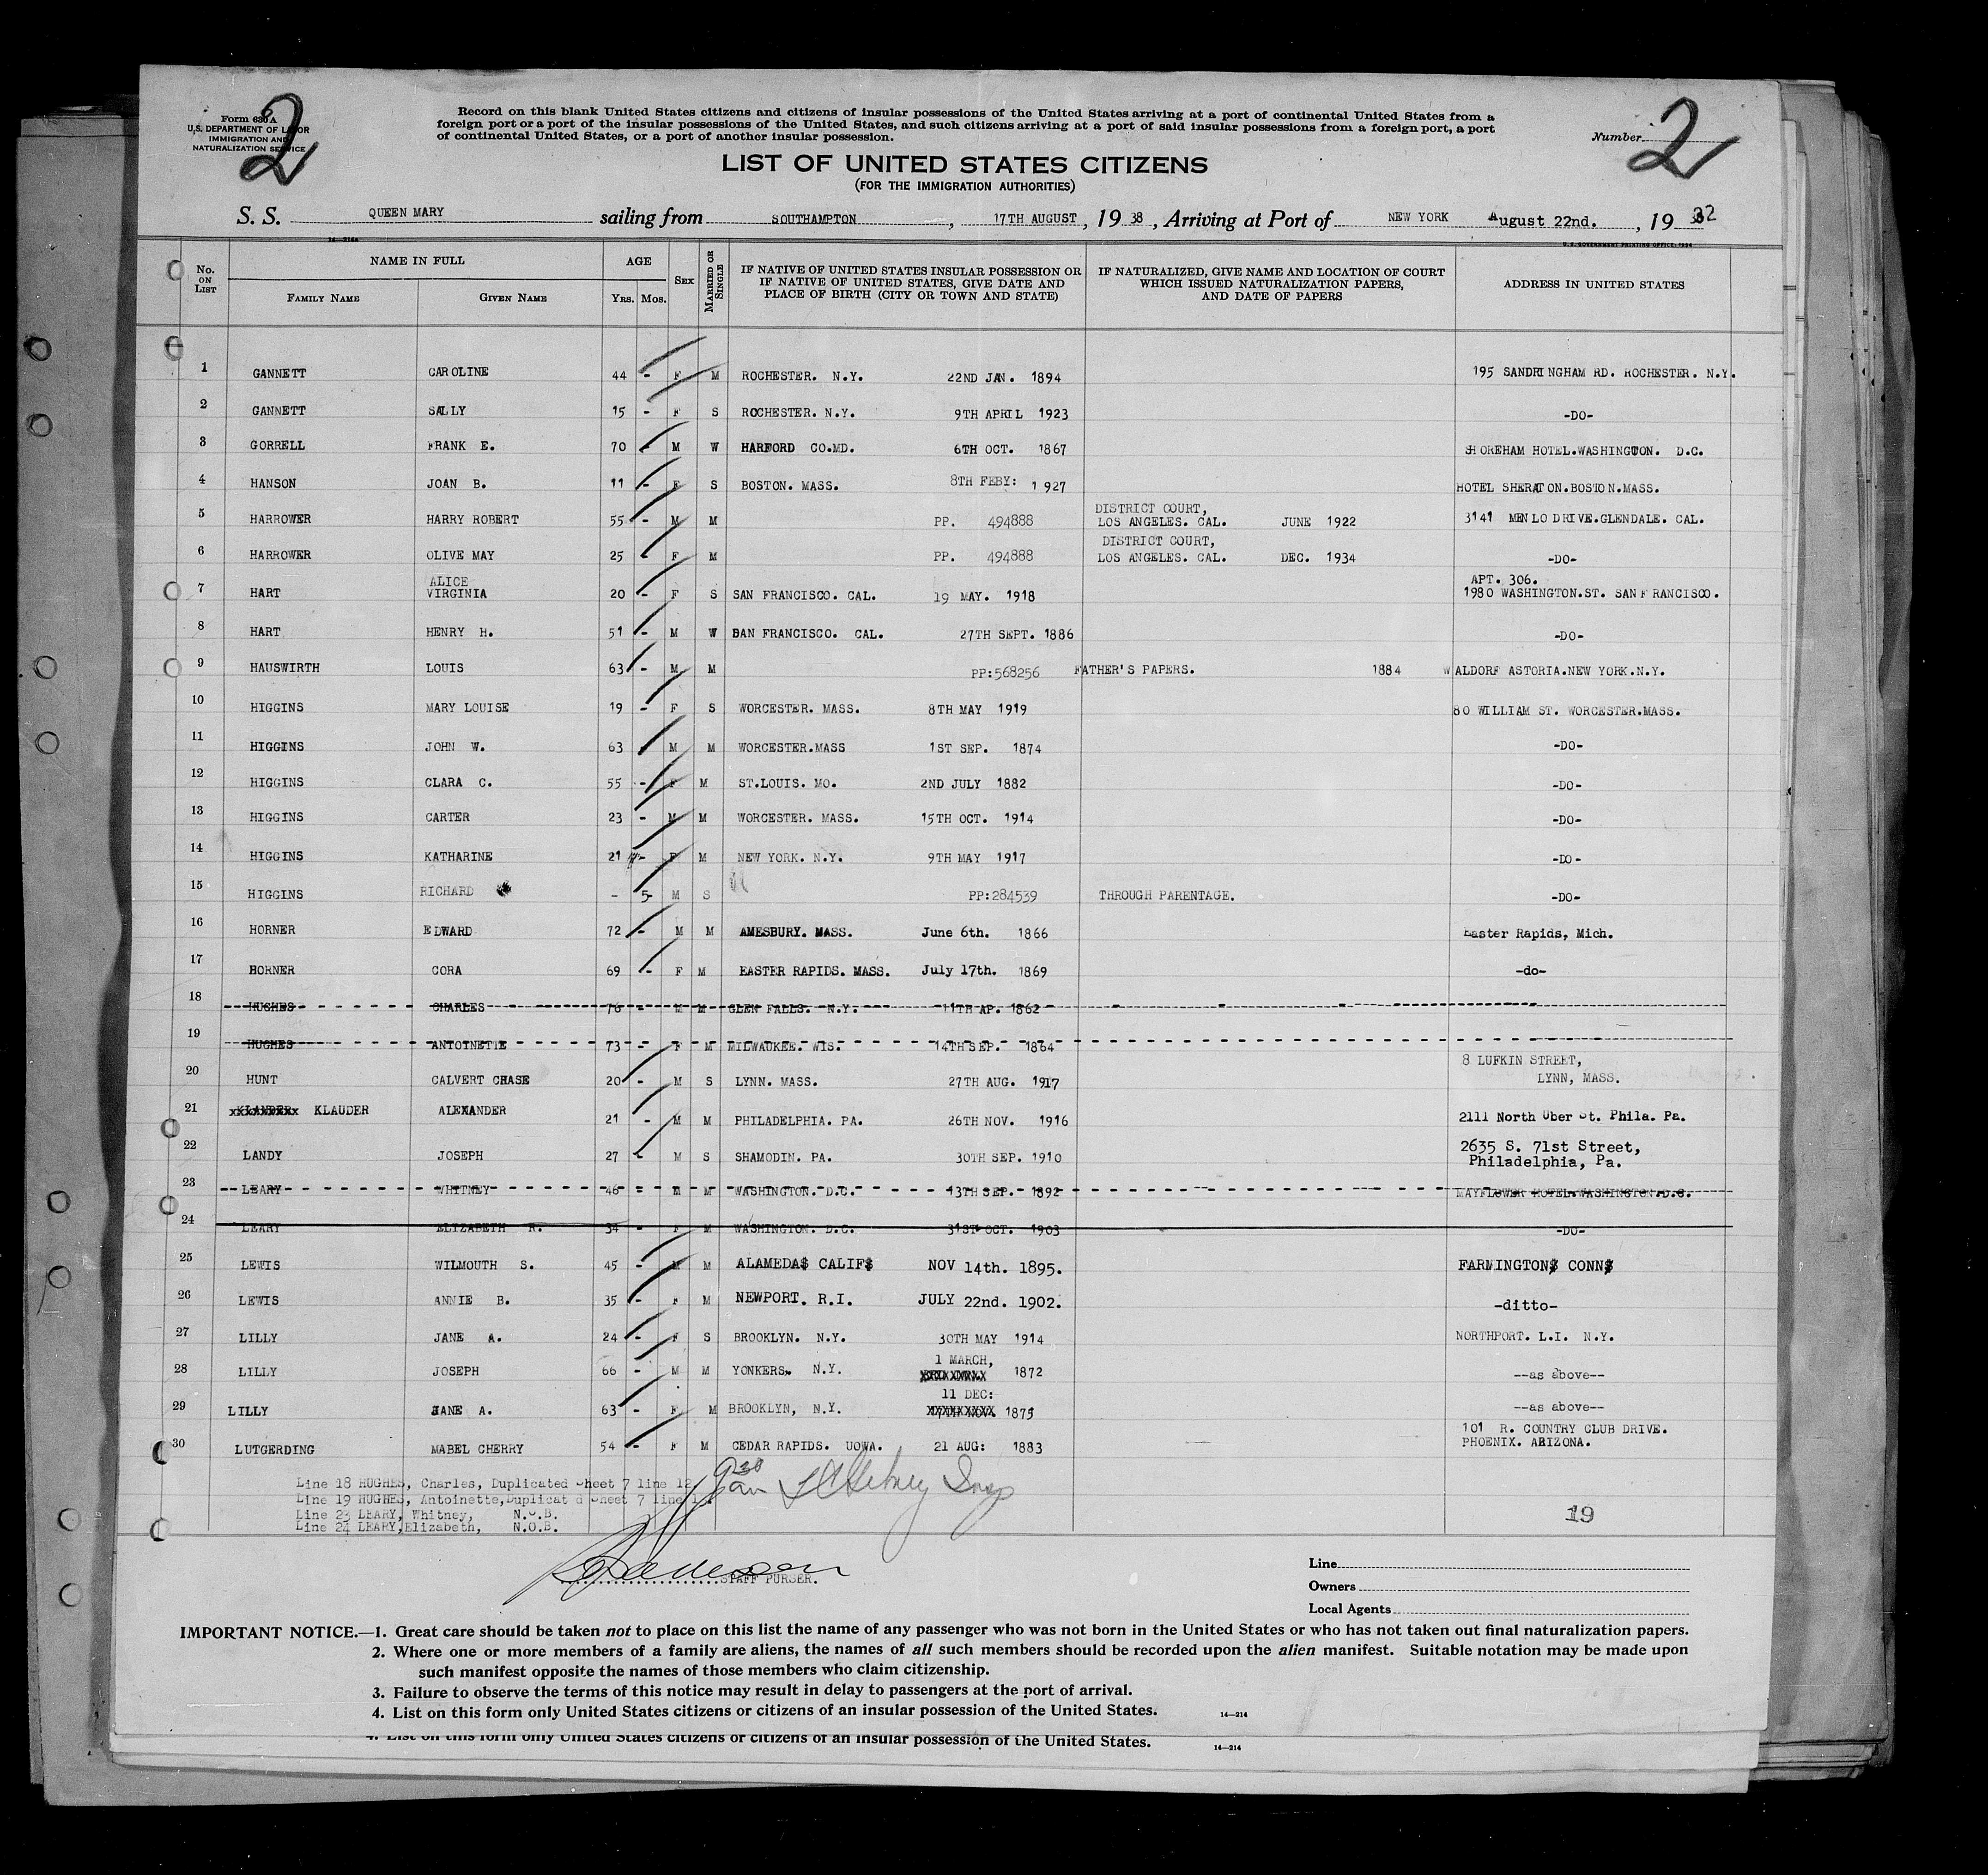 Form 630 A
U.S. DEPARTMENT OF LABOR
IMMIGRATION AND
NATURALIZATION SERVICE
2
Record on this blank United States citizens and citizens of insular possessions of the United States arriving at a port of continental United States from a
foreign port or a port of the insular possessions of the United States, and such citizens arriving at a port of said insular possessions from a foreign port, a port
of continental United States, or a port of another insular possession.
Number 2
LIST OF UNITED STATES CITIZENS
(FOR THE IMMIGRATION AUTHORITIES)
S. S. QUEEN MARY sailing from SOUTHAMPTON, 17TH AUGUST, 19 38, Arriving at Port of NEW YORK August 22nd., 19
14—214a
U.S. GOVERNMENT PRINTING OFFICE: 1934
No. ON LIST
NAME IN FULL
FAMILY NAME GIVEN NAME
AGE
Yrs. Mos.
SEX
MARRIED OR SINGLE
IF NATIVE OF UNITED STATES INSULAR POSSESSION OR
IF NATIVE OF UNITED STATES, GIVE DATE AND
PLACE OF BIRTH (CITY OR TOWN AND STATE)
IF NATURALIZED, GIVE NAME AND LOCATION OF COURT
WHICH ISSUED NATURALIZATION PAPERS,
AND DATE OF PAPERS
ADDRESS IN UNITED STATES
1 GANNETT CAROLINE 44 - F M ROCHESTER. N.Y. 22ND JAN. 1894 195 SANDRINGHAM RD. ROCHESTER. N.Y.
2 GANNETT SALLY 15 - F S ROCHESTER. N.Y. 9TH APRIL 1923 -DO-
3 GORRELL FRANK E. 70 - M W HARFORD CO.MD. 6TH OCT. 1867 SHOREHAM HOTEL.WASHINGTON. D.C.
4 HANSON JOAN B. 11 - F S BOSTON. MASS. 8TH FEBY: 1927 HOTEL SHERATON.BOSTON.MASS.
5 HARROWER HARRY ROBERT 55 - M M PP. 494888 DISTRICT COURT,
LOS ANGELES. CAL. JUNE 1922 3141 MENLO DRIVE.GLENDALE. CAL.
6 HARROWER OLIVE MAY 25 - F M PP. 494888 DISTRICT COURT,
LOS ANGELES. CAL. DEC. 1934 -DO-
7 HART ALICE
VIRGINIA 20 - F S SAN FRANCISCO. CAL. 19 MAY. 1918 APT. 306.
1980 WASHINGTON.ST. SAN FRANCISCO.
8 HART HENRY H. 51 - M W SAN FRANCISCO. CAL. 27TH SEPT. 1886 -DO-
9 HAUSWIRTH LOUIS 63 - M M PP:568256 FATHER'S PAPERS. 1884 WALDORF ASTORIA.NEW YORK.N.Y.
10 HIGGINS MARY LOUISE 19 - F S WORCESTER. MASS. 8TH MAY 1919 80 WILLIAM ST. WORCESTER.MASS.
11 HIGGINS JOHN W. 63 M M WORCESTER.MASS 1ST SEP. 1874 -DO-
12 HIGGINS CLARA C. 55 - F M ST.LOUIS. MO. 2ND JULY 1882 -DO-
13 HIGGINS CARTER 23 - M M WORCESTER. MASS. 15TH OCT. 1914 -DO-
14 HIGGINS KATHARINE 21 - F M NEW YORK. N.Y. 9TH MAY 1917 -DO-
15 HIGGINS RICHARD - 5- M S PP:284539 THROUGH PARENTAGE. -DO-
16 HORNER EDWARD 72 - M M AMESBURY. MASS. June 6th. 1866 Easter Rapids, Mich.
17 HORNER CORA 69 - F M EASTER RAPIDS. MASS. July 17th. 1869 -do-
18 HUGHES CHARLES 76 - M M GLEN FALLS. N.Y. 11TH AP. 1862
19 HUGHES ANTOINETTE 73 - F M MILWAUKEE. WIS. 14TH SEP. 1864
20 HUNT CALVERT CHASE 20 - M S LYNN. MASS. 27TH AUG. 1917 8 LUFKIN STREET,
LYNN, MASS.
21 KLAUDER ALEXANDER 21 - M M PHILADELPHIA. PA. 26TH NOV. 1916 2111 North Uber St. Phila. Pa.
22 LANDY JOSEPH 27 - M S SHAMODIN. PA. 30TH SEP. 1910 2635 S. 71st Street,
Philadelphia, Pa.
23 LEARY WHITNEY 46 - M M WASHINGTON. D.C. 13TH SEP. 1892 MAYFLOWER HOTEL.WASHINGTON.D.C.
24 LEARY ELIZABETH R. 34 - F M WASHINGTON. D.C. 31ST OCT. 1903 -DO-
25 LEWIS WILMOUTH S. 45 - M M ALAMEDA$ CALIF$ NOV 14th. 1895. FARMINGTON$ CONN$
26 LEWIS ANNIE B. 35 - F M NEWPORT. R.I. JULY 22nd. 1902. -ditto-
27 LILLY JANE A. 24 - F S BROOKLYN. N.Y. 30TH MAY 1914 NORTHPORT. L.I. N.Y.
28 LILLY JOSEPH 66 - M M YONKERS. N.Y. 1 MARCH, 1872 --as above--
29 LILLY JANE A. 63 - F M BROOKLYN, N.Y. 11 DEC: 1875 --as above--
30 LUTGERDING MABEL CHERRY 54 - F M CEDAR RAPIDS. UOWA. 21 AUG: 1883 101 R. COUNTRY CLUB DRIVE.
PHOENIX. ARIZONA.
Line 18 HUGHES, Charles, Duplicated Sheet 7 line 12
Line 19 HUGHES, Antoinette, Duplicat d Sheet 7 line
Line 23 LEARY, Whitney, N.O.B.
Line 24 LEARY, Elizabeth, N.O.B.
19
STAFF PURSER.
Line
Owners
Local Agents
IMPORTANT NOTICE.—1. Great care should be taken not to place on this list the name of any passenger who was not born in the United States or who has not taken out final naturalization papers.
2. Where one or more members of a family are aliens, the names of all such members should be recorded upon the alien manifest. Suitable notation may be made upon
such manifest opposite the names of those members who claim citizenship.
3. Failure to observe the terms of this notice may result in delay to passengers at the port of arrival.
4. List on this form only United States citizens or citizens of an insular possession of the United States.
14—214
4. List on this form only United States citizens or citizens of an insular possession of the United States.
14—214